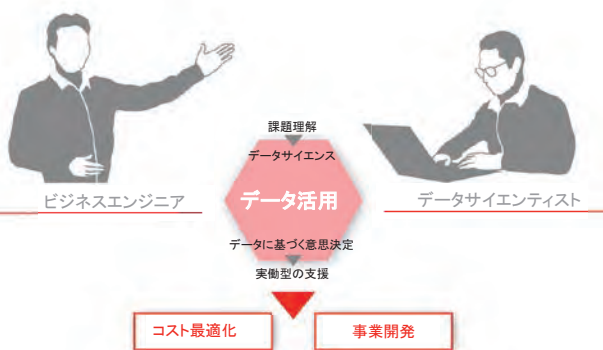 課題理解
データサイエンス
ビジネスエンジニア
データ活用
データサイエンティスト
データに基づく意思決定
実働型の支援
コスト最適化
事業開発